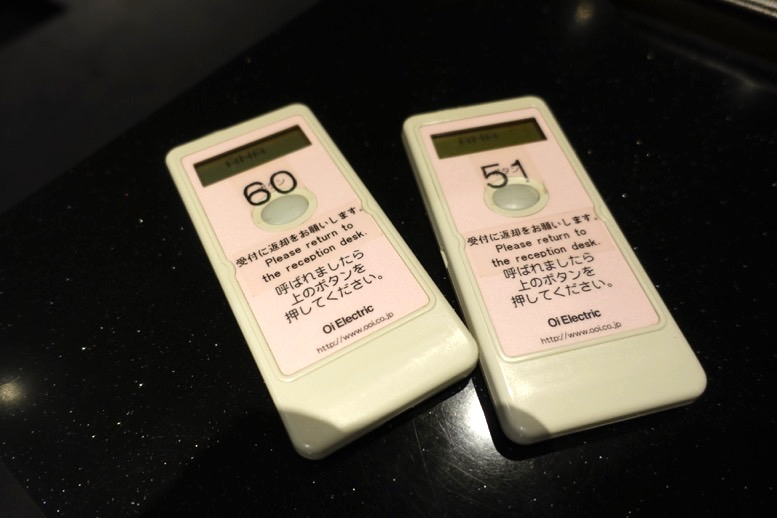 60
受付に返却をお願いします。
Please return to
the reception desk.
呼ばれましたら
上のボタンを
押してください。
Oi Electric
http://www.ooi.co.jp
51
受付に返却をお願いします。
Please return to
the reception desk.
呼ばれましたら
上のボタンを
押してください。
Oi Electric
http://www.ooi.co.jp